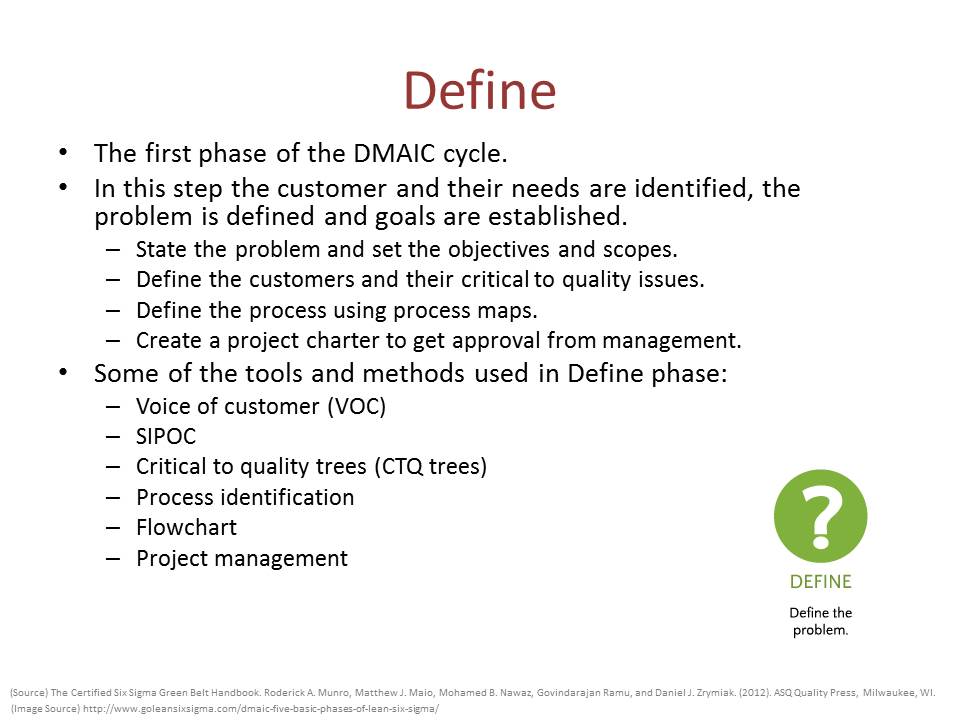 Define
• The first phase of the DMAIC cycle.
• In this step the customer and their needs are identified, the
problem is defined and goals are established.
– State the problem and set the objectives and scopes.
– Define the customers and their critical to quality issues.
– Define the process using process maps.
– Create a project charter to get approval from management.
• Some of the tools and methods used in Define phase:
– Voice of customer (VOC)
– SIPOC
– Critical to quality trees (CTQ trees)
– Process identification
– Flowchart
– Project management
?
DEFINE
Define the
problem.
(Source) The Certified Six Sigma Green Belt Handbook. Roderick A. Munro, Matthew J. Maio, Mohamed B. Nawaz, Govindarajan Ramu, and Daniel J. Zrymiak. (2012). ASQ Quality Press, Milwaukee, WI.
(Image Source) http://www.goleansixsigma.com/dmaic-five-basic-phases-of-lean-six-sigma/